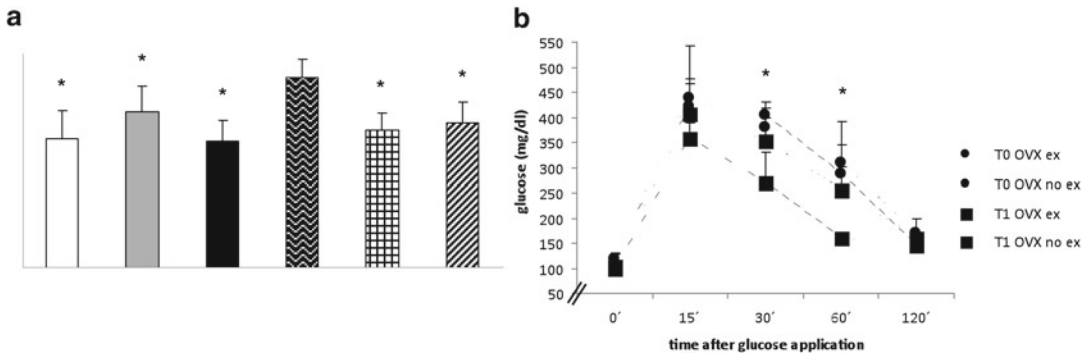 a
*
*
*
*
*
b
550
500
450
400
350
300
250
200
150
100
50
glucose (mg/dl)
*
*
0´
15´
30´
60´
120´
time after glucose application
T0 OVX ex
T0 OVX no ex
T1 OVX ex
T1 OVX no ex